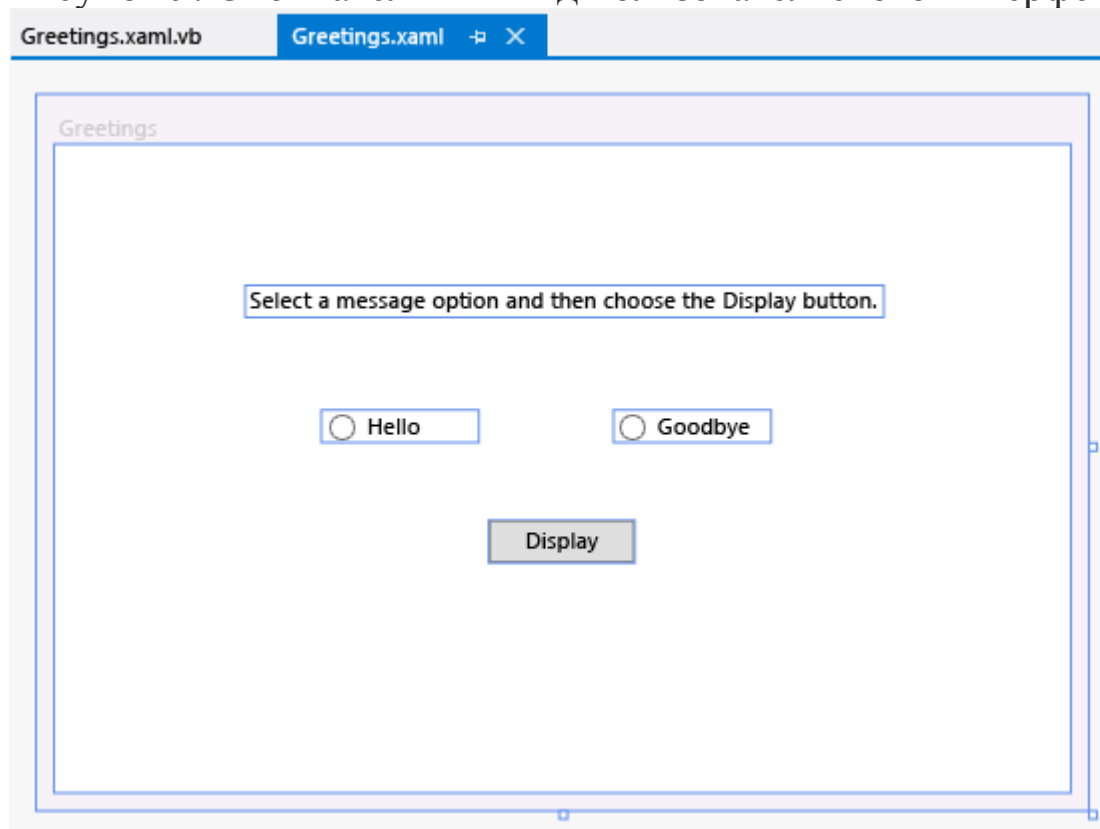 Greetings.xaml.vb Greetings.xaml
Greetings
Select a message option and then choose the Display button.
Hello Goodbye
Display